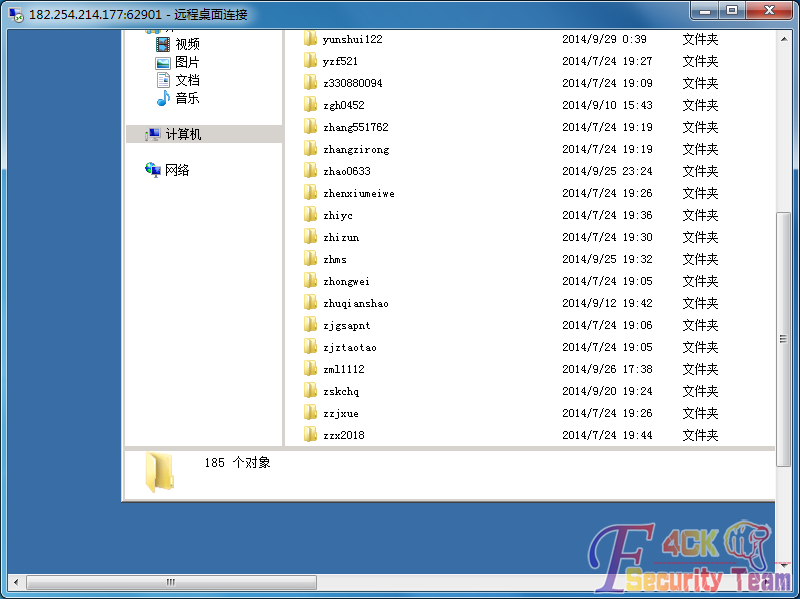 182.254.214.177:62901 - 远程桌面连接
视频
图片
文档
音乐
计算机
网络
yunshui122 2014/9/29 0:39 文件夹
yzf521 2014/7/24 19:27 文件夹
z330880094 2014/7/24 19:09 文件夹
zgh0452 2014/9/10 15:43 文件夹
zhang551762 2014/7/24 19:19 文件夹
zhangzirong 2014/7/24 19:19 文件夹
zhao0633 2014/9/25 23:24 文件夹
zhenxiumeiwe 2014/7/24 19:26 文件夹
zhiyc 2014/7/24 19:36 文件夹
zhizun 2014/7/24 19:30 文件夹
zhms 2014/9/25 19:32 文件夹
zhongwei 2014/7/24 19:05 文件夹
zhuqianshao 2014/9/12 19:42 文件夹
zjgsapnt 2014/7/24 19:06 文件夹
zjztaotao 2014/7/24 19:05 文件夹
zml1112 2014/9/26 17:38 文件夹
zskchq 2014/9/20 19:24 文件夹
zzjxue 2014/7/24 19:26 文件夹
zzx2018 2014/7/24 19:44 文件夹
185 个对象
F4CK
Security Team